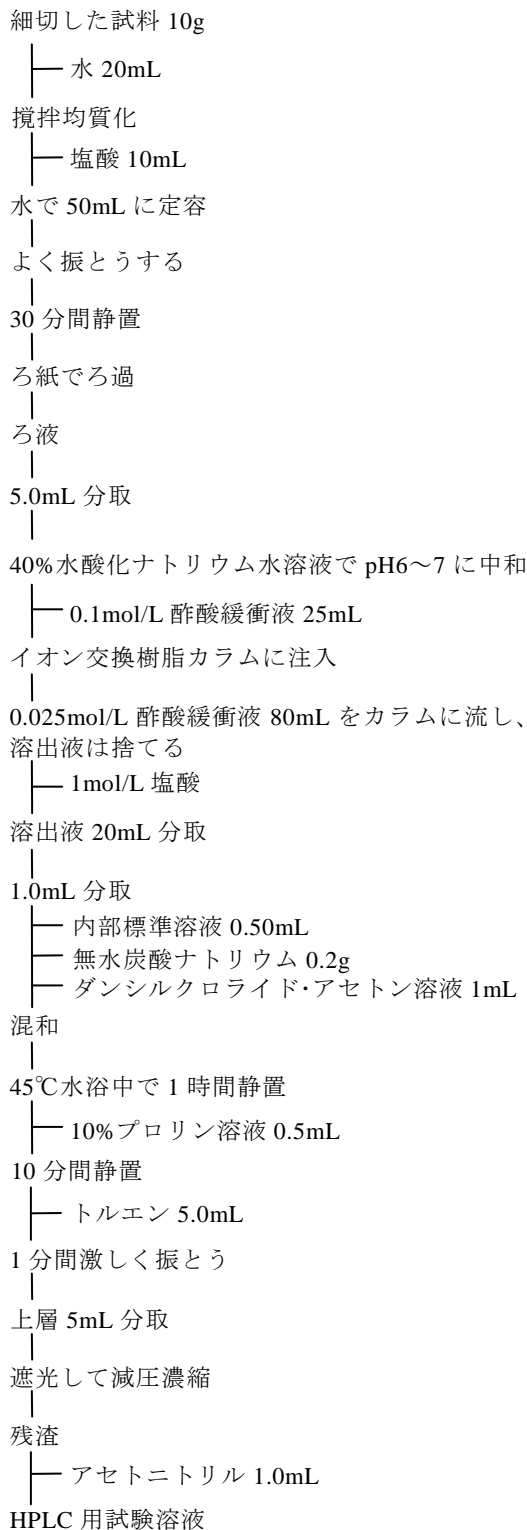 細切した試料 10g
水 20mL
攪拌均質化
塩酸 10mL
水で 50mL に定容
よく振とうする
30 分間静置
ろ紙でろ過
ろ液
5.0mL 分取
40%水酸化ナトリウム水溶液で pH6～7 に中和
0.1mol/L 酢酸緩衝液 25mL
イオン交換樹脂カラムに注入
0.025mol/L 酢酸緩衝液 80mL をカラムに流し、
溶出液は捨てる
1mol/L 塩酸
溶出液 20mL 分取
1.0mL 分取
内部標準溶液 0.50mL
無水炭酸ナトリウム 0.2g
ダンシルクロライド･アセトン溶液 1mL
混和
45℃水浴中で 1 時間静置
10%プロリン溶液 0.5mL
10 分間静置
トルエン 5.0mL
1 分間激しく振とう
上層 5mL 分取
遮光して減圧濃縮
残渣
アセトニトリル 1.0mL
HPLC 用試験溶液